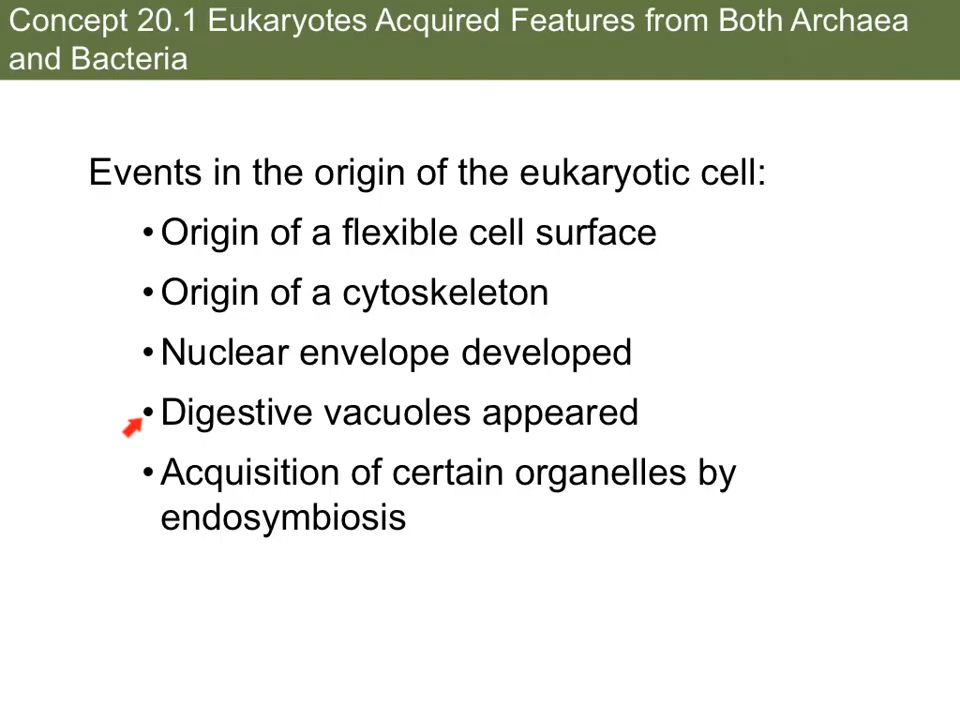 Concept 20.1 Eukaryotes Acquired Features from Both Archaea
and Bacteria
Events in the origin of the eukaryotic cell:
• Origin of a flexible cell surface
• Origin of a cytoskeleton
• Nuclear envelope developed
• Digestive vacuoles appeared
• Acquisition of certain organelles by
endosymbiosis